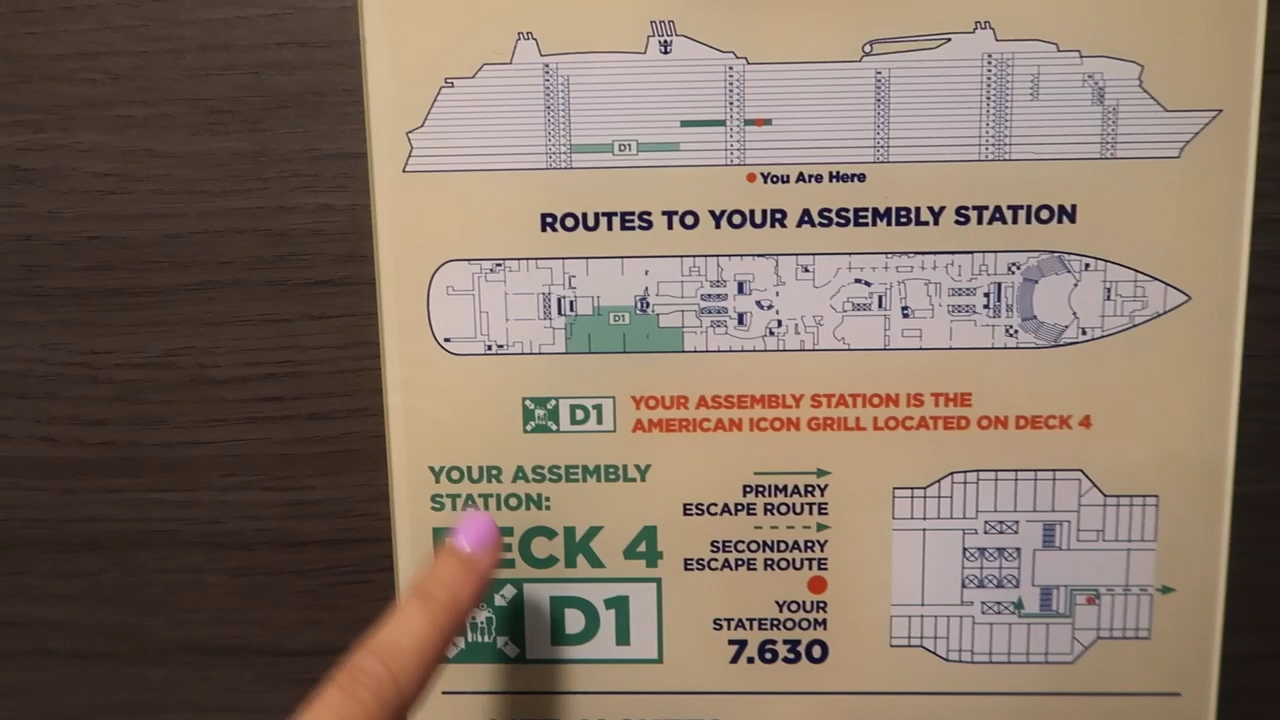 D1
You Are Here
ROUTES TO YOUR ASSEMBLY STATION
D1
D1
YOUR ASSEMBLY STATION IS THE
AMERICAN ICON GRILL LOCATED ON DECK 4
YOUR ASSEMBLY
STATION:
DECK 4
D1
PRIMARY
ESCAPE ROUTE
SECONDARY
ESCAPE ROUTE
YOUR
STATEROOM
7.630